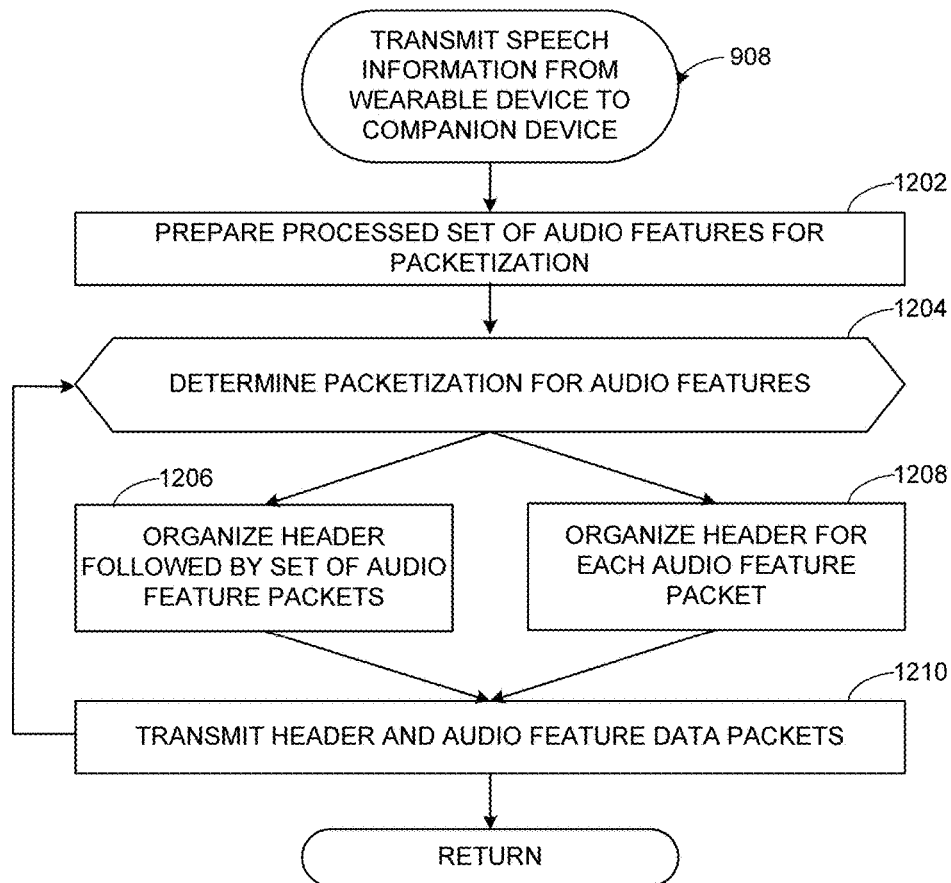 TRANSMIT SPEECH
INFORMATION FROM
WEARABLE DEVICE TO
COMPANION DEVICE
908
1202
PREPARE PROCESSED SET OF AUDIO FEATURES FOR
PACKETIZATION
1204
DETERMINE PACKETIZATION FOR AUDIO FEATURES
1206
ORGANIZE HEADER
FOLLOWED BY SET OF AUDIO
FEATURE PACKETS
1208
ORGANIZE HEADER FOR
EACH AUDIO FEATURE
PACKET
1210
TRANSMIT HEADER AND AUDIO FEATURE DATA PACKETS
RETURN